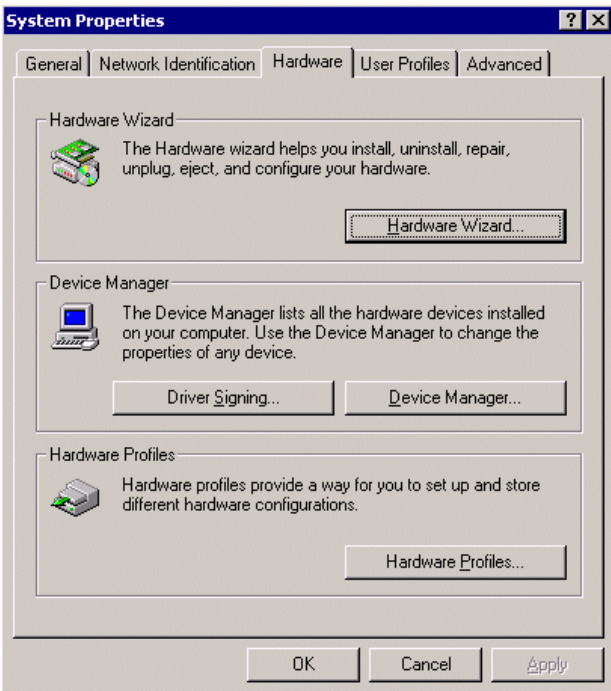 System Properties
General Network Identification Hardware User Profiles Advanced
Hardware Wizard
The Hardware wizard helps you install, uninstall, repair,
unplug, eject, and configure your hardware.
Hardware Wizard...
Device Manager
The Device Manager lists all the hardware devices installed
on your computer. Use the Device Manager to change the
properties of any device.
Driver Signing... Device Manager...
Hardware Profiles
Hardware profiles provide a way for you to set up and store
different hardware configurations.
Hardware Profiles...
OK Cancel Apply